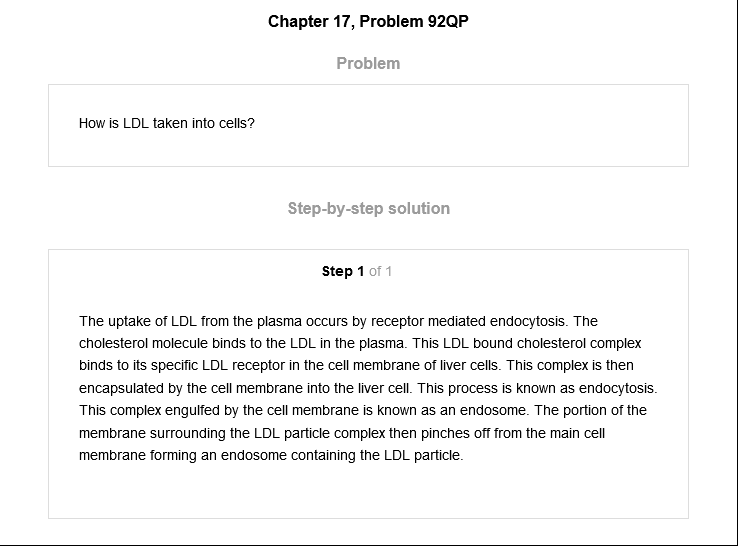 Chapter 17, Problem 92QP
Problem
How is LDL taken into cells?
Step-by-step solution
Step 1 of 1
The uptake of LDL from the plasma occurs by receptor mediated endocytosis. The
cholesterol molecule binds to the LDL in the plasma. This LDL bound cholesterol complex
binds to its specific LDL receptor in the cell membrane of liver cells. This complex is then
encapsulated by the cell membrane into the liver cell. This process is known as endocytosis.
This complex engulfed by the cell membrane is known as an endosome. The portion of the
membrane surrounding the LDL particle complex then pinches off from the main cell
membrane forming an endosome containing the LDL particle.